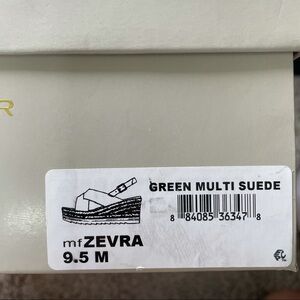 R
GREEN MULTI SUEDE
8 84085 36347 8
mfZEVRA
9.5 M